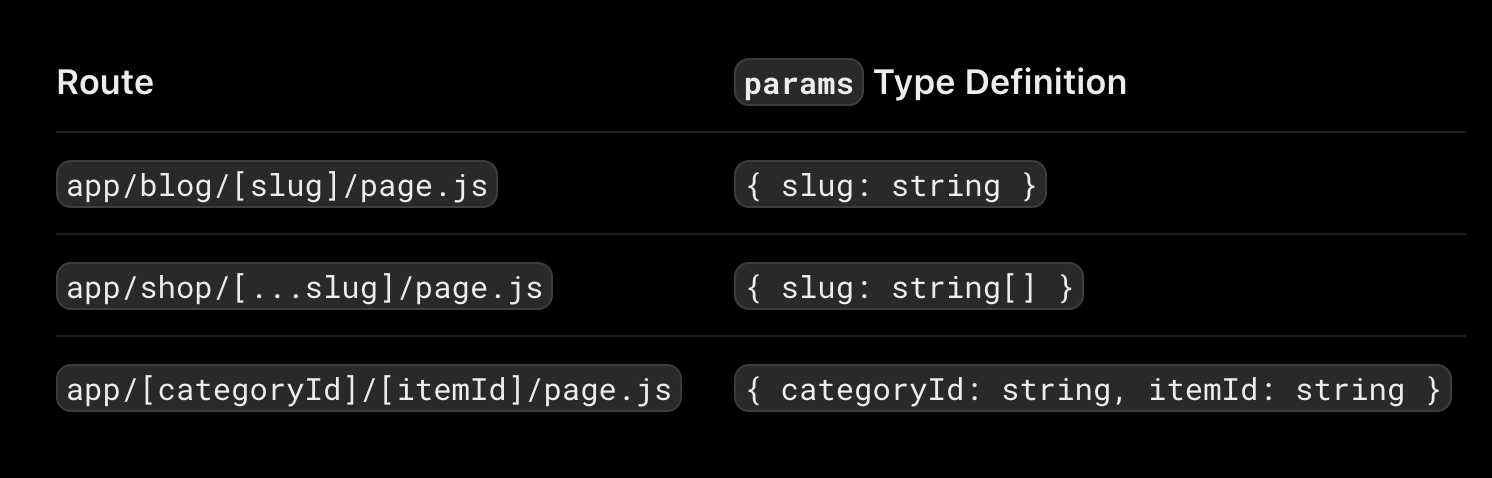 Route params Type Definition
app/blog/[slug]/page.js { slug: string }
app/shop/[...slug]/page.js { slug: string[] }
app/[categoryId]/[itemId]/page.js { categoryId: string, itemId: string }